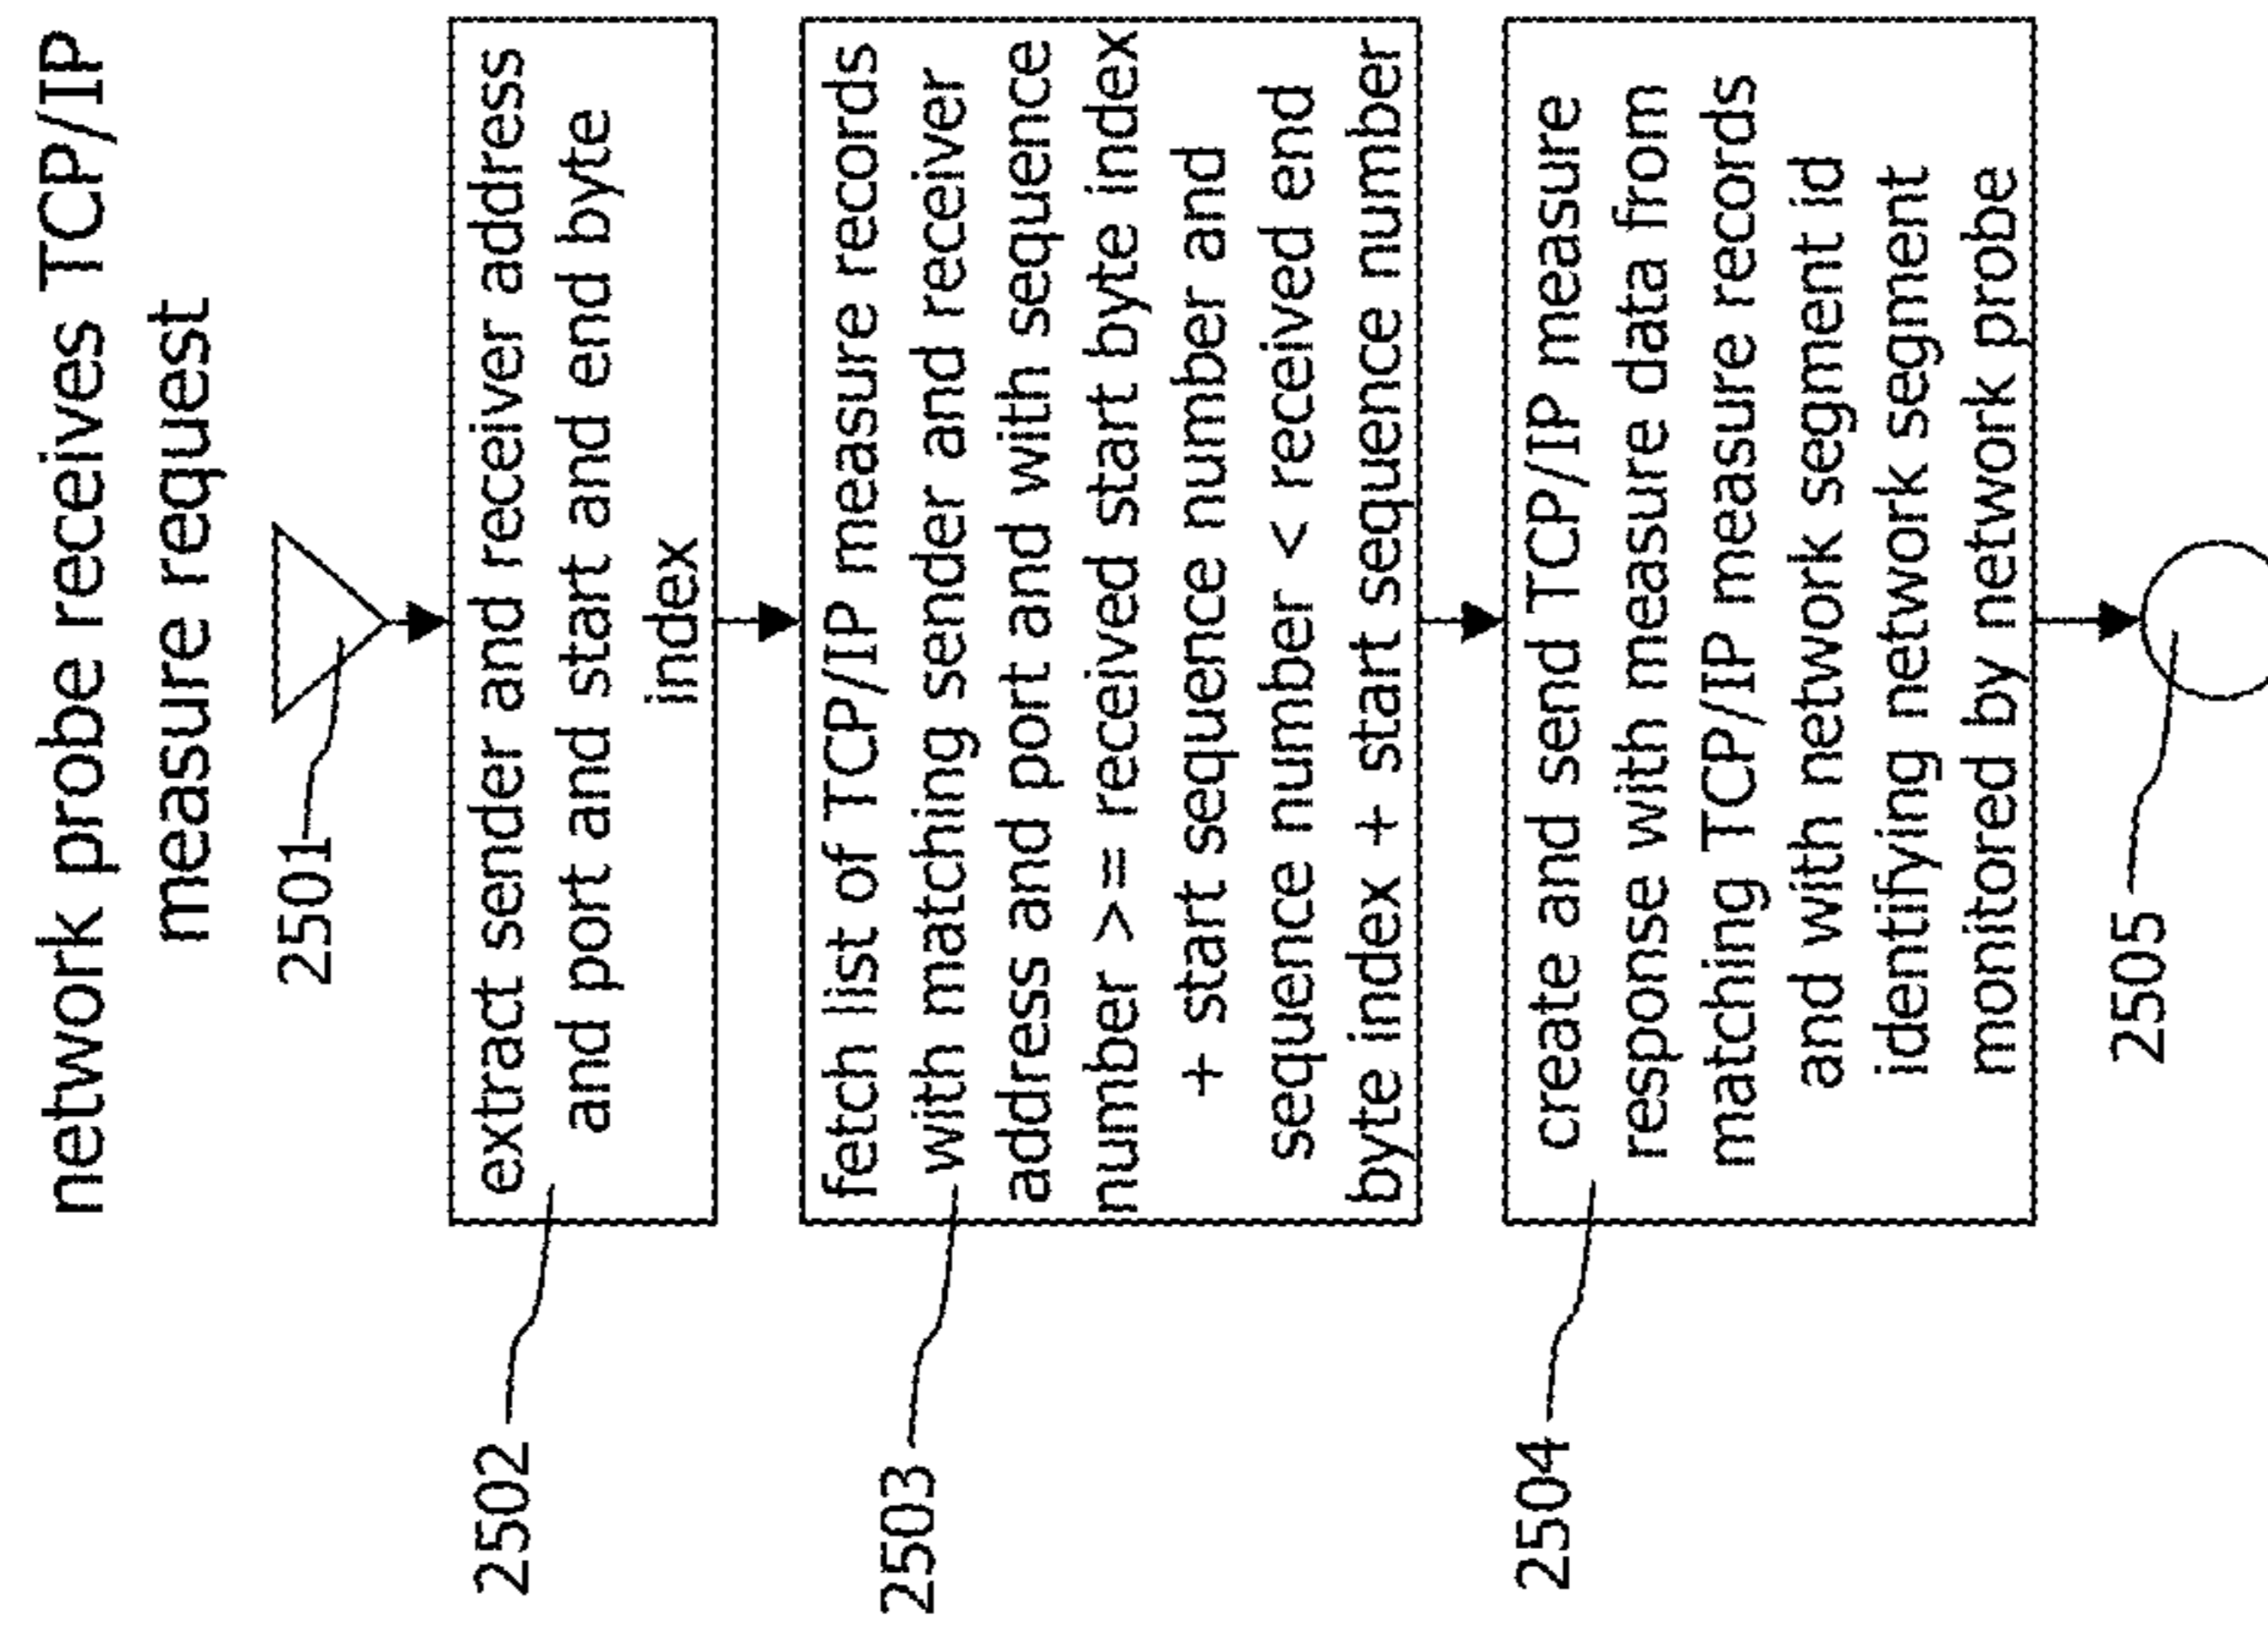 network probe receives TCP/IP
measure request
2501
2502
extract sender and receiver address
and port and start and end byte
index
2503
fetch list of TCP/IP measure records
with matching sender and receiver
address and port and with sequence
number >= received start byte index
+ start sequence number and
sequence number < received end
byte index + start sequence number
2504
create and send TCP/IP measure
response with measure data from
matching TCP/IP measure records
and with network segment id
identifying network segment
monitored by network probe
2505